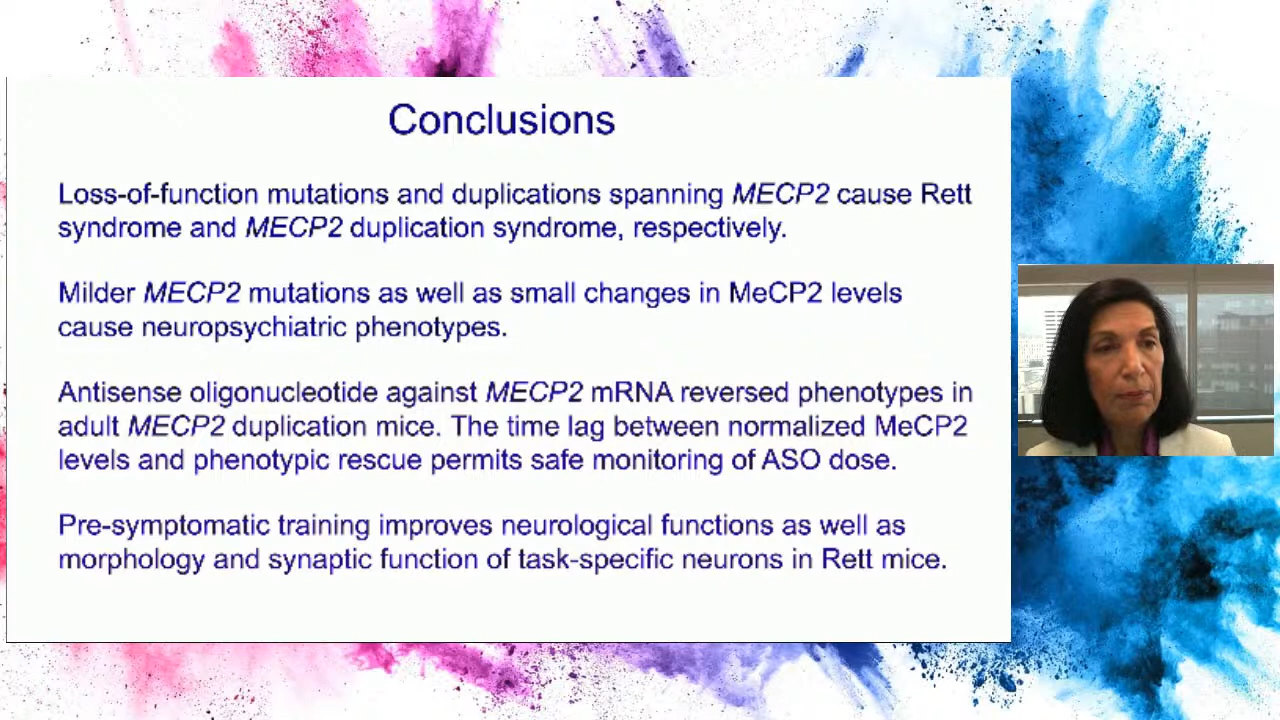 Conclusions
Loss-of-function mutations and duplications spanning MECP2 cause Rett
syndrome and MECP2 duplication syndrome, respectively.
Milder MECP2 mutations as well as small changes in MeCP2 levels
cause neuropsychiatric phenotypes.
Antisense oligonucleotide against MECP2 mRNA reversed phenotypes in
adult MECP2 duplication mice. The time lag between normalized MeCP2
levels and phenotypic rescue permits safe monitoring of ASO dose.
Pre-symptomatic training improves neurological functions as well as
morphology and synaptic function of task-specific neurons in Rett mice.